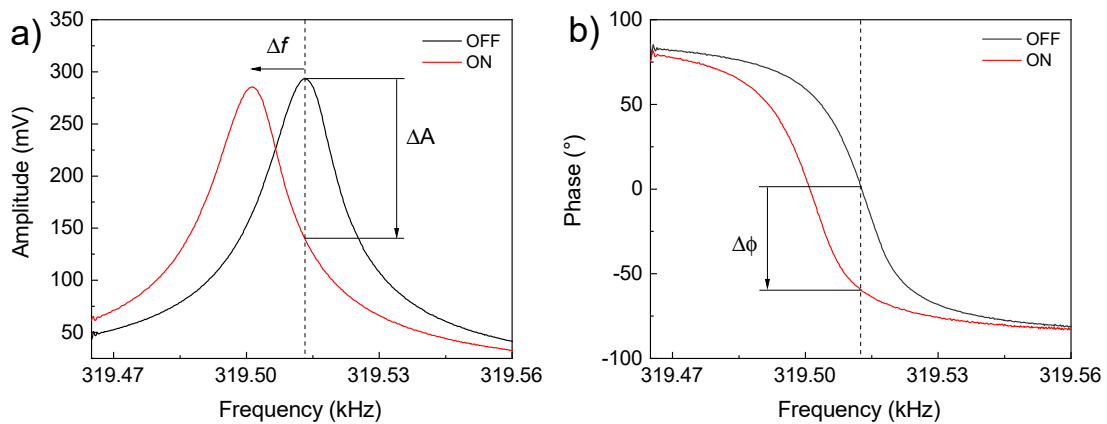 a)
350
300
250
200
150
100
50
Amplitude (mV)
Δf
ΔA
OFF
ON
319.47
319.50
319.53
319.56
Frequency (kHz)
b)
100
50
0
-50
-100
Phase (°)
Δϕ
OFF
ON
319.47
319.50
319.53
319.56
Frequency (kHz)